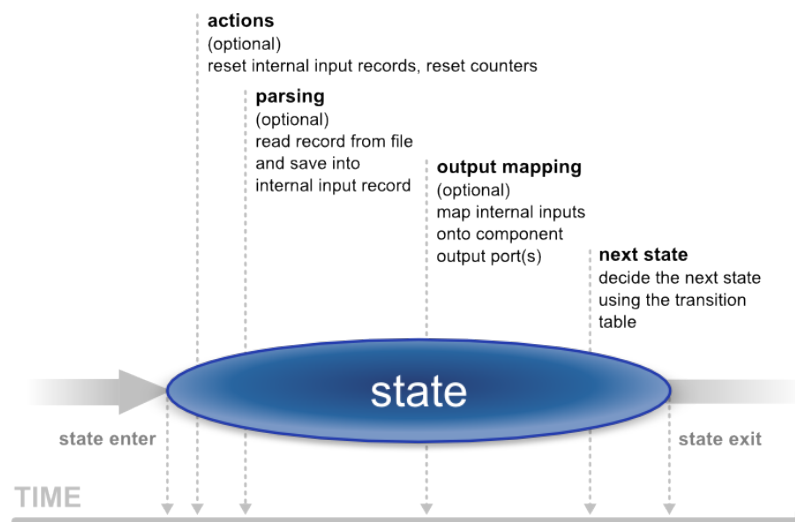 actions
(optional)
reset internal input records, reset counters
parsing
(optional)
read record from file
and save into
internal input record
output mapping
(optional)
map internal inputs
onto component
output port(s)
next state
decide the next state
using the transition
table
state
state enter
state exit
TIME